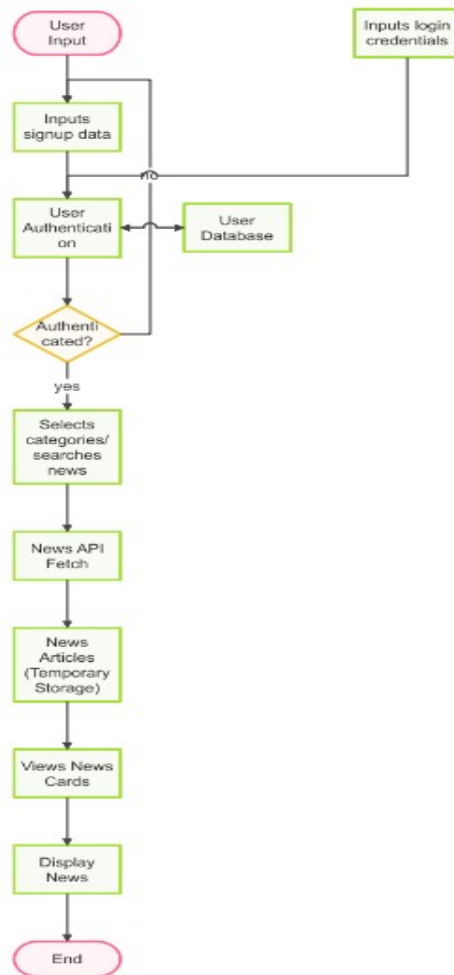 User
Input
Inputs login
credentials
Inputs
signup data
no
User
Authenticati
on
User
Database
Authenti
cated?
yes
Selects
categories/
searches
news
News API
Fetch
News
Articles
(Temporary
Storage)
Views News
Cards
Display
News
End